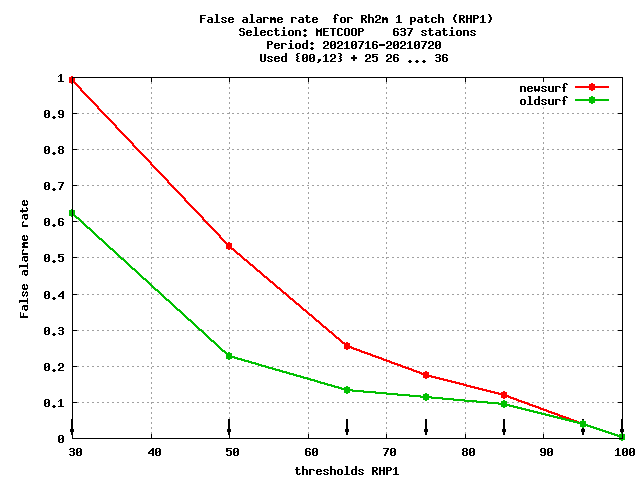 False alarme rate  for Rh2m 1 patch (RHP1)
Selection: METCOOP    637 stations
Period: 20210716-20210720
Used {00,12} + 25 26 ... 36
newsurf
oldsurf
1
0.9
0.8
0.7
0.6
0.5
0.4
0.3
0.2
0.1
0
False alarme rate
30 40 50 60 70 80 90 100
thresholds RHP1